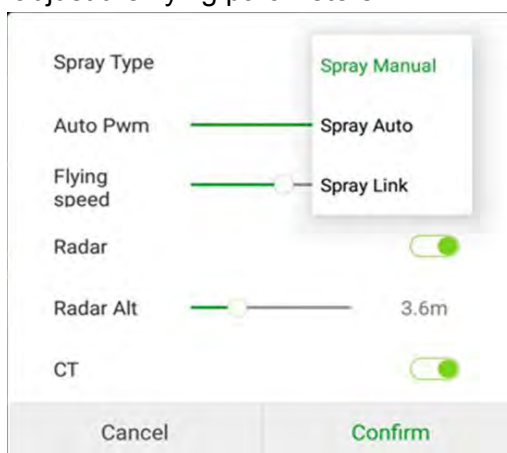 Spray Type
Spray Manual
Auto Pwm
Spray Auto
Flying
speed
Spray Link
Radar
Radar Alt
3.6m
CT
Cancel
Confirm